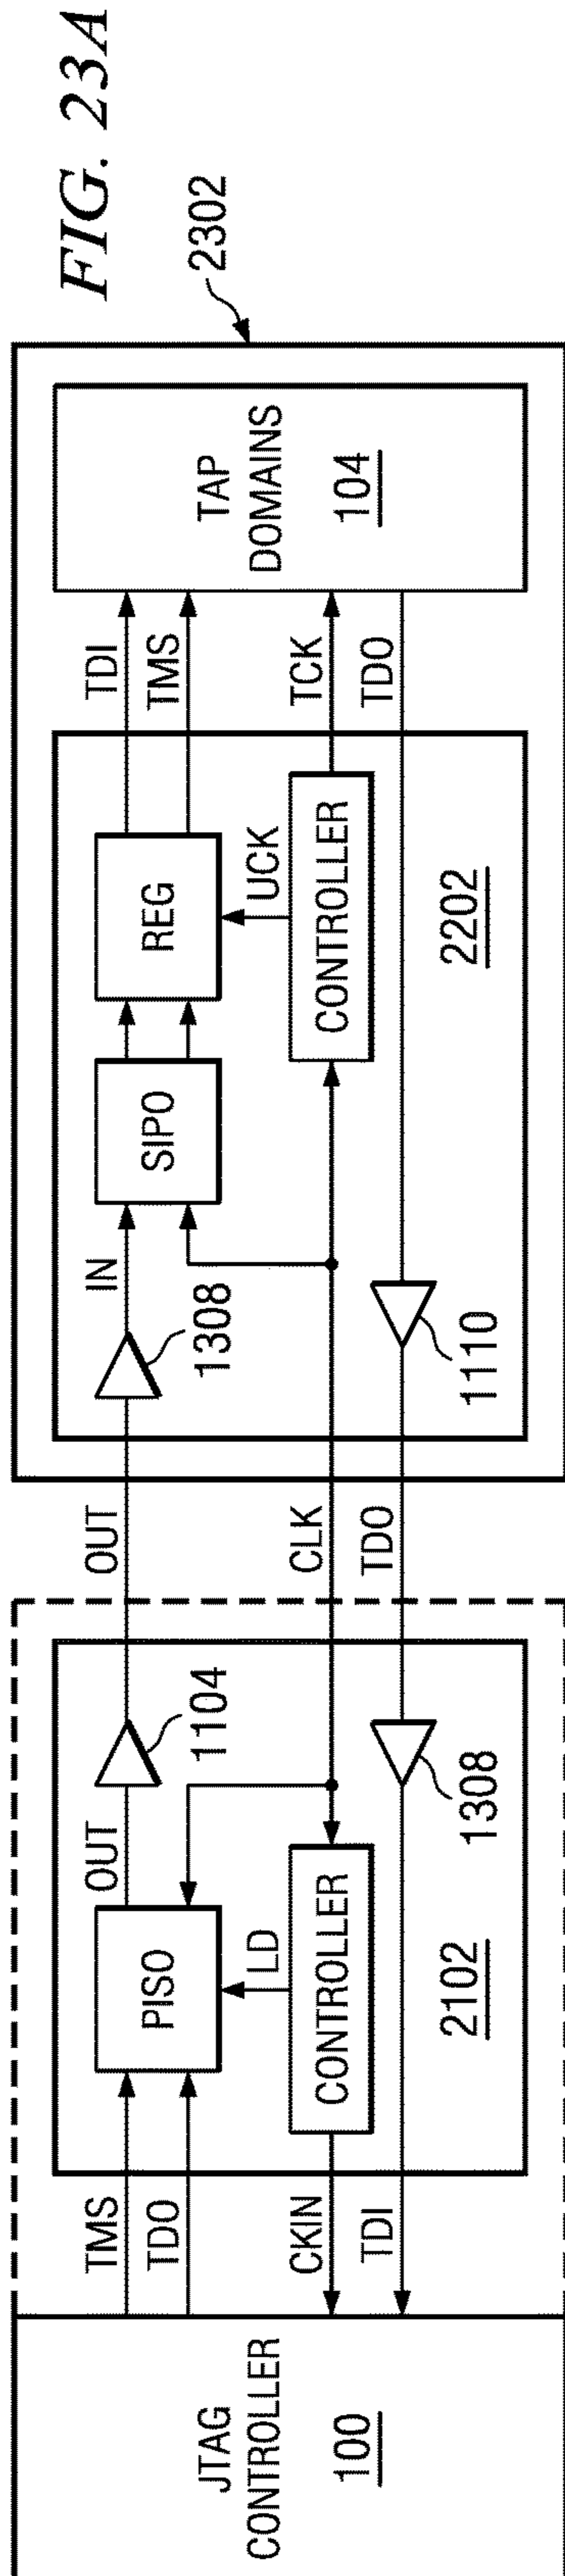 FIG. 23A
2302
JTAG
CONTROLLER
100
TMS
TDO
CKIN
TDI
PISO
LD
CONTROLLER
2102
OUT
1104
1308
OUT
CLK
TDO
1308
IN
SIPO
REG
UCK
CONTROLLER
1110
2202
TDI
TMS
TCK
TDO
TAP
DOMAINS
104